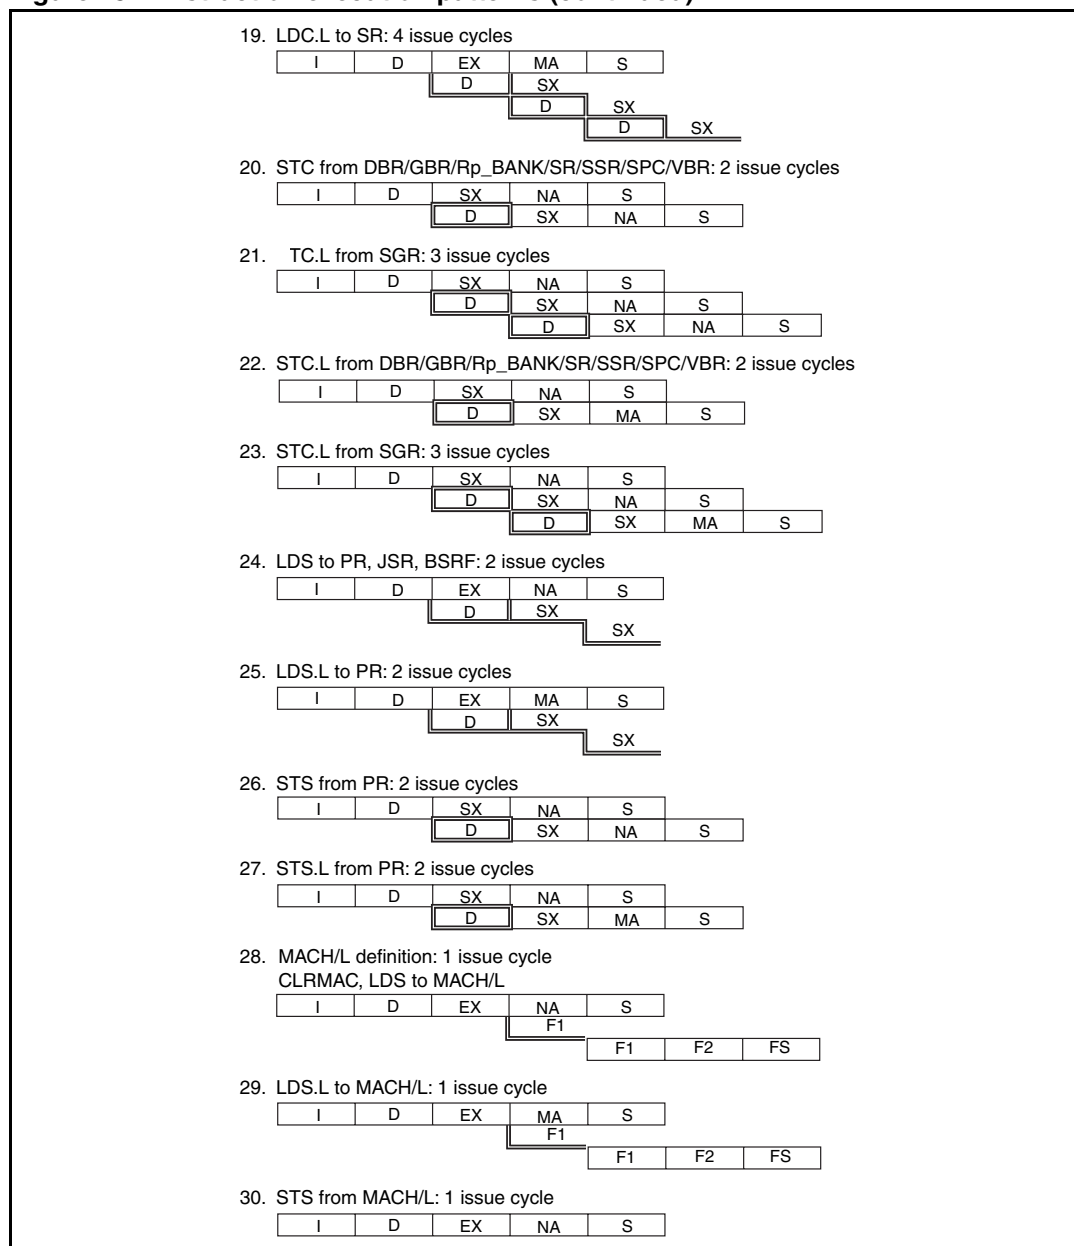 19. LDC.L to SR: 4 issue cycles
I D EX MA S
D SX
D SX
D SX
20. STC from DBR/GBR/Rp_BANK/SR/SSR/SPC/VBR: 2 issue cycles
I D SX NA S
D SX NA S
21. TC.L from SGR: 3 issue cycles
I D SX NA S
D SX NA S
D SX NA S
22. STC.L from DBR/GBR/Rp_BANK/SR/SSR/SPC/VBR: 2 issue cycles
I D SX NA S
D SX MA S
23. STC.L from SGR: 3 issue cycles
I D SX NA S
D SX NA S
D SX MA S
24. LDS to PR, JSR, BSRF: 2 issue cycles
I D EX NA S
D SX
SX
25. LDS.L to PR: 2 issue cycles
I D EX MA S
D SX
SX
26. STS from PR: 2 issue cycles
I D SX NA S
D SX NA S
27. STS.L from PR: 2 issue cycles
I D SX NA S
D SX MA S
28. MACH/L definition: 1 issue cycle
CLRMAC, LDS to MACH/L
I D EX NA S
F1
F1 F2 FS
29. LDS.L to MACH/L: 1 issue cycle
I D EX MA S
F1
F1 F2 FS
30. STS from MACH/L: 1 issue cycle
I D EX NA S